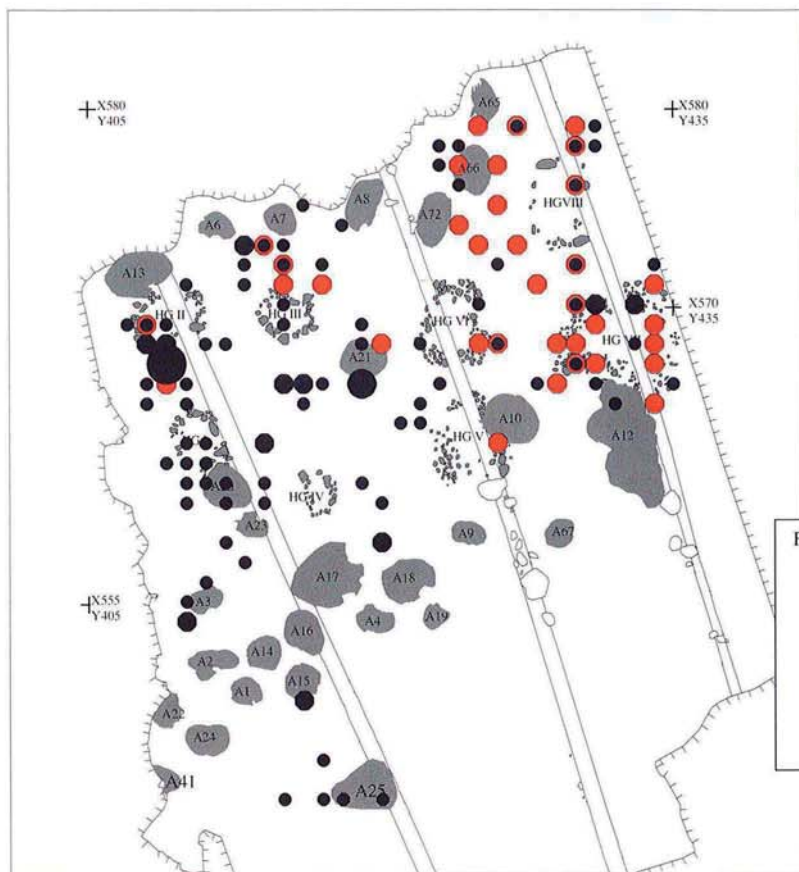 X580
Y405
X580
Y435
A65
A66
HGVIII
A8
A72
A6
A7
A13
X570
Y435
HG II
HG III
HG VI
HG
A21
A10
HG V
A12
HG IV
A23
A9
A67
A17
A18
X555
Y405
A3
A4
A19
A16
A2
A14
A1
A15
A22
A24
A41
A25